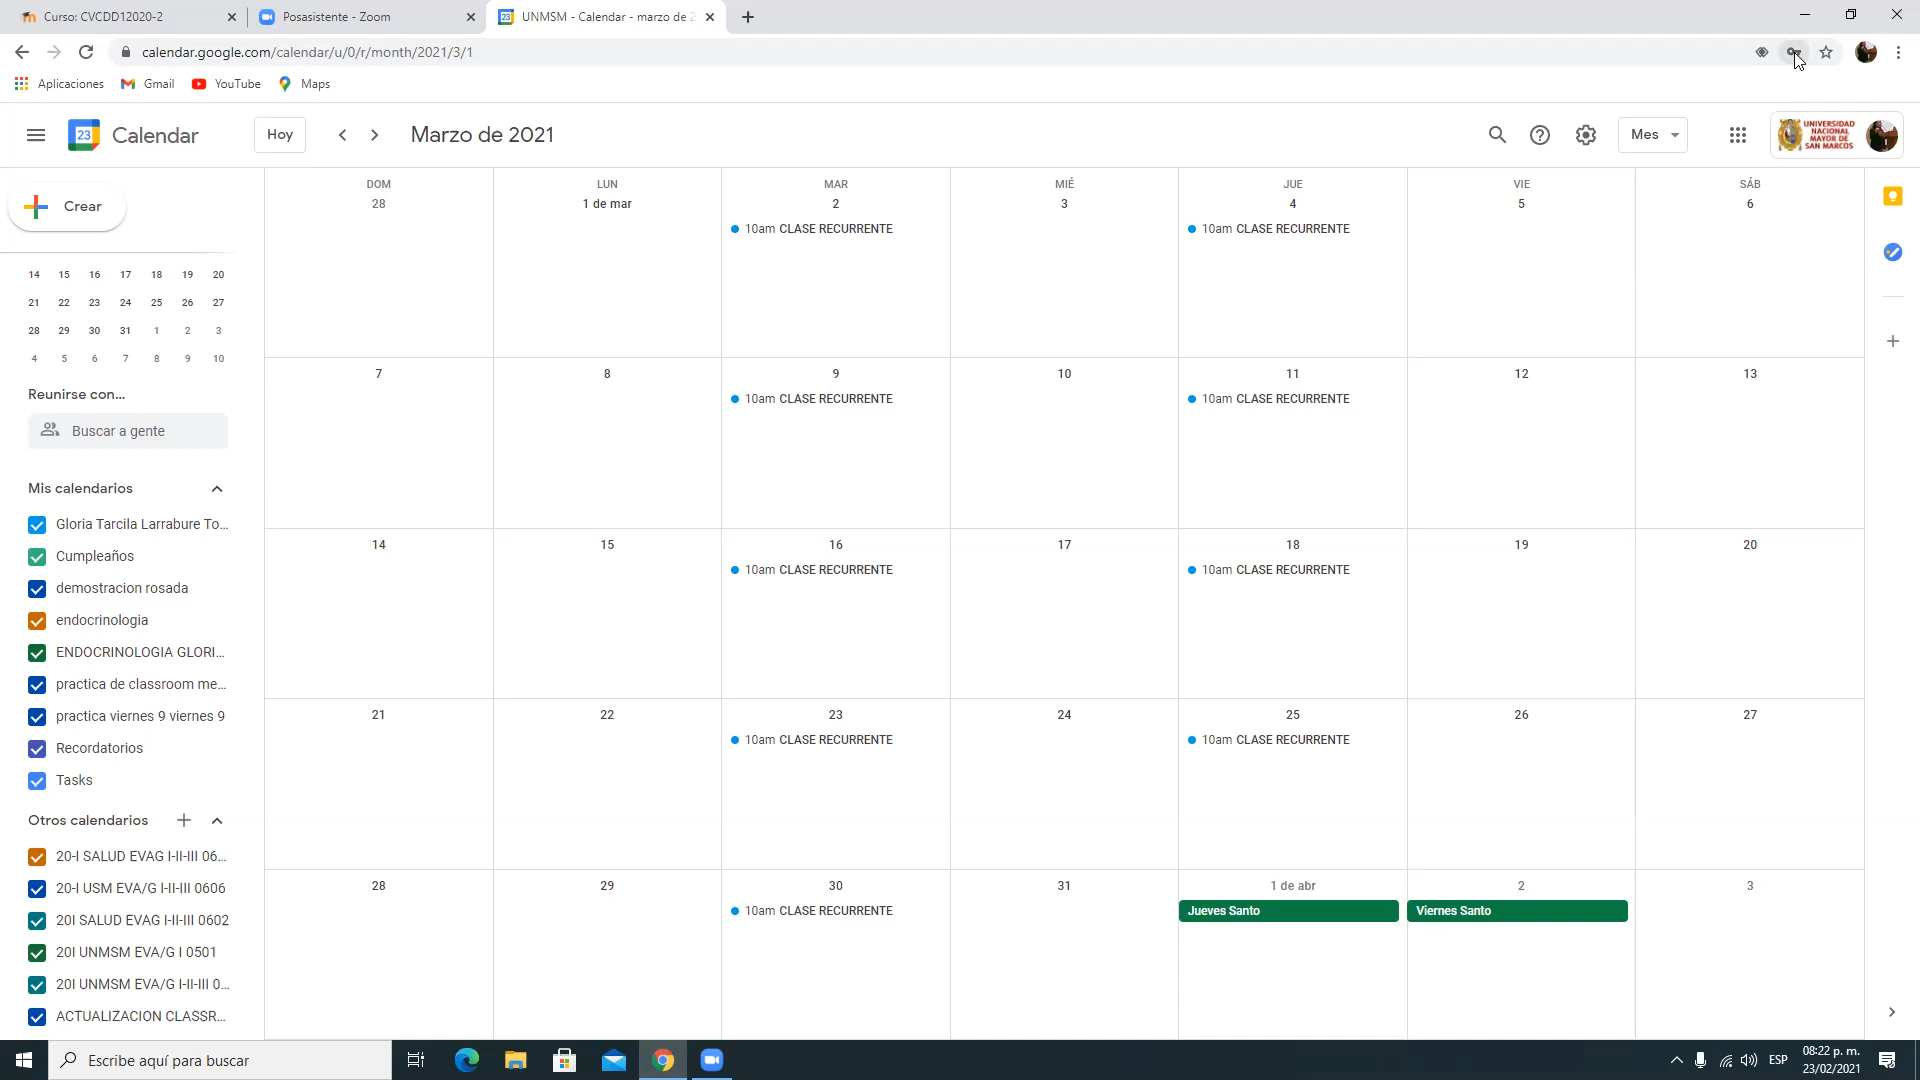 Curso: CVCDD12020-2
Posasistente - Zoom
UNMSM - Calendar - marzo de 2
calendar.google.com/calendar/u/0/r/month/2021/3/1
Aplicaciones Gmail YouTube Maps
23 Calendar Hoy Marzo de 2021 Mes
UNIVERSIDAD
NACIONAL
MAYOR DE
SAN MARCOS
Crear
14 15 16 17 18 19 20
21 22 23 24 25 26 27
28 29 30 31 1 2 3
4 5 6 7 8 9 10
Reunirse con...
Buscar a gente
Mis calendarios
Gloria Tarcila Larrabure To...
Cumpleaños
demostracion rosada
endocrinologia
ENDOCRINOLOGIA GLORI...
practica de classroom me...
practica viernes 9 viernes 9
Recordatorios
Tasks
Otros calendarios
20-I SALUD EVAG I-II-III 06...
20-I USM EVA/G I-II-III 0606
20I SALUD EVAG I-II-III 0602
20I UNMSM EVA/G I 0501
20I UNMSM EVA/G I-II-III 0...
ACTUALIZACION CLASSR...
DOM LUN MAR MIÉ JUE VIE SÁB
28 1 de mar 2 3 4 5 6
10am CLASE RECURRENTE 10am CLASE RECURRENTE
7 8 9 10 11 12 13
10am CLASE RECURRENTE 10am CLASE RECURRENTE
14 15 16 17 18 19 20
10am CLASE RECURRENTE 10am CLASE RECURRENTE
21 22 23 24 25 26 27
10am CLASE RECURRENTE 10am CLASE RECURRENTE
28 29 30 31 1 de abr 2 3
10am CLASE RECURRENTE Jueves Santo Viernes Santo
Escribe aquí para buscar
ESP
08:22 p. m.
23/02/2021